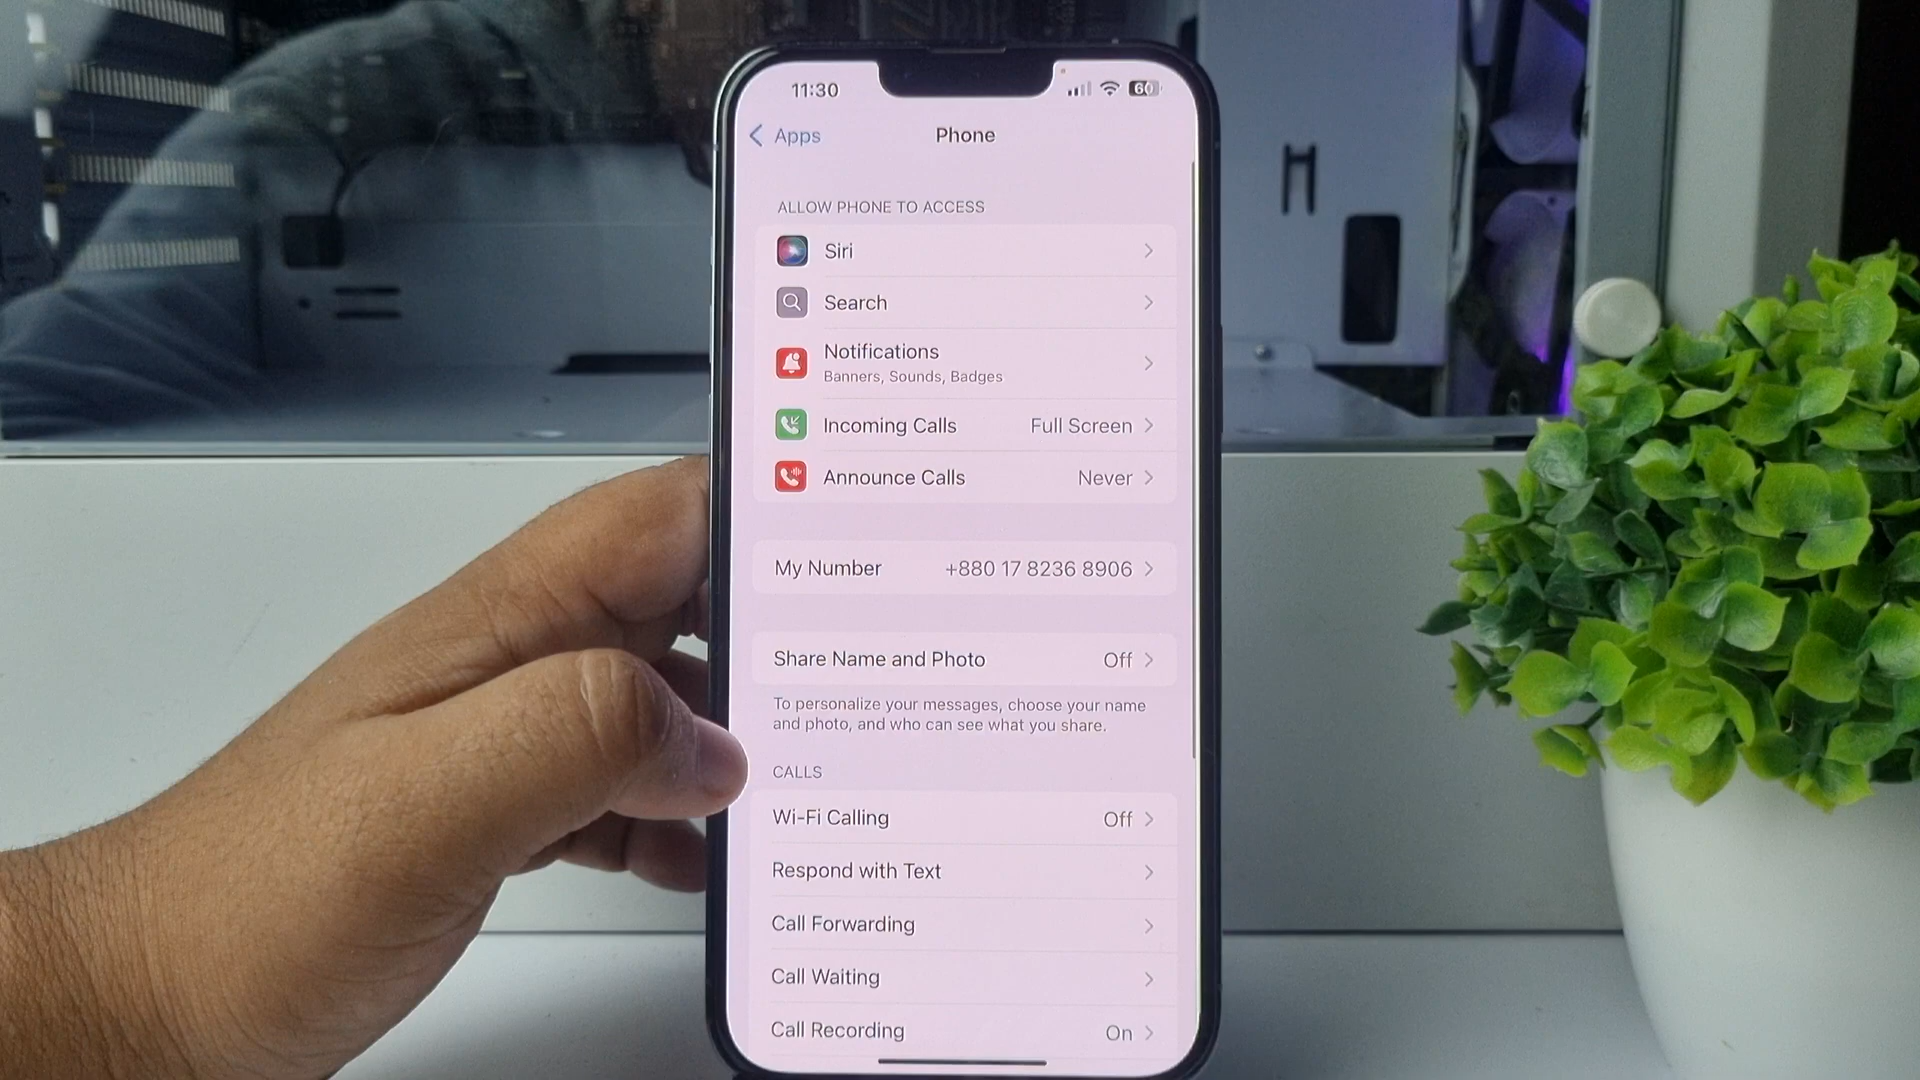 11:30
60
Apps
Phone
ALLOW PHONE TO ACCESS
Siri
Search
Notifications
Banners, Sounds, Badges
Incoming Calls Full Screen
Announce Calls Never
My Number +880 17 8236 8906
Share Name and Photo Off
To personalize your messages, choose your name
and photo, and who can see what you share.
CALLS
Wi-Fi Calling Off
Respond with Text
Call Forwarding
Call Waiting
Call Recording On